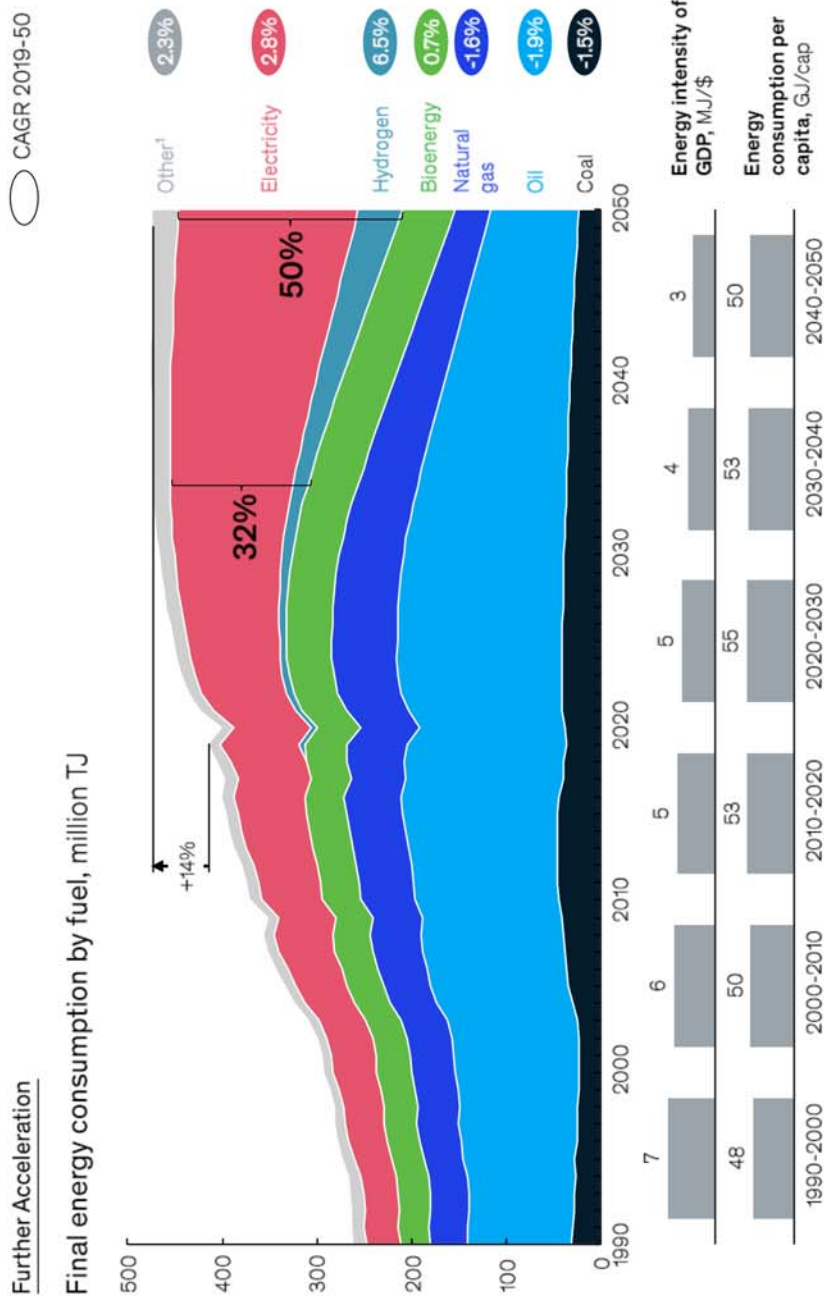 Further Acceleration
CAGR 2019-50
Final energy consumption by fuel, million TJ
500
400
300
200
100
0
+14%
32%
50%
Other¹ 2.3%
Electricity 2.8%
Hydrogen 6.5%
Bioenergy 0.7%
Natural
gas -1.6%
Oil -1.9%
Coal -1.5%
1990 2000 2010 2020 2030 2040 2050
7 6 5 5 4 3
Energy intensity of
GDP, MJ/$
48 50 53 55 53 50
Energy
consumption per
capita, GJ/cap
1990-2000 2000-2010 2010-2020 2020-2030 2030-2040 2040-2050